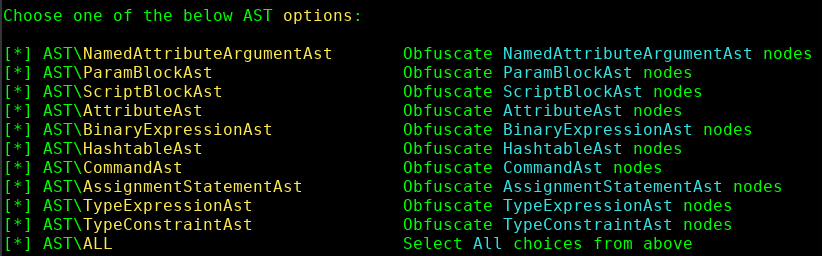 Choose one of the below AST options:
[*] AST\NamedAttributeArgumentAst Obfuscate NamedAttributeArgumentAst nodes
[*] AST\ParamBlockAst Obfuscate ParamBlockAst nodes
[*] AST\ScriptBlockAst Obfuscate ScriptBlockAst nodes
[*] AST\AttributeAst Obfuscate AttributeAst nodes
[*] AST\BinaryExpressionAst Obfuscate BinaryExpressionAst nodes
[*] AST\HashtableAst Obfuscate HashtableAst nodes
[*] AST\CommandAst Obfuscate CommandAst nodes
[*] AST\AssignmentStatementAst Obfuscate AssignmentStatementAst nodes
[*] AST\TypeExpressionAst Obfuscate TypeExpressionAst nodes
[*] AST\TypeConstraintAst Obfuscate TypeConstraintAst nodes
[*] AST\ALL Select All choices from above